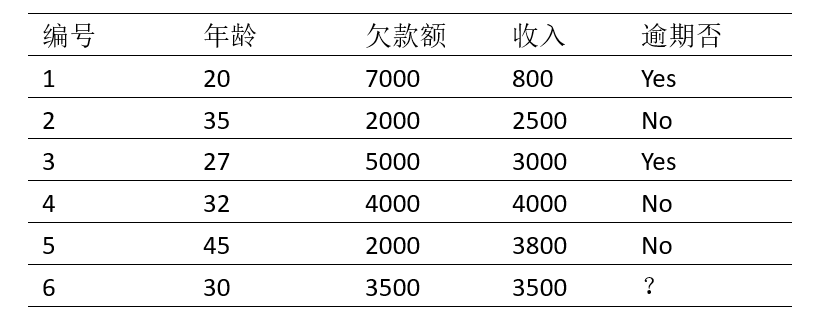 编号 年龄 欠款额 收入 逾期否
1 20 7000 800 Yes
2 35 2000 2500 No
3 27 5000 3000 Yes
4 32 4000 4000 No
5 45 2000 3800 No
6 30 3500 3500 ？